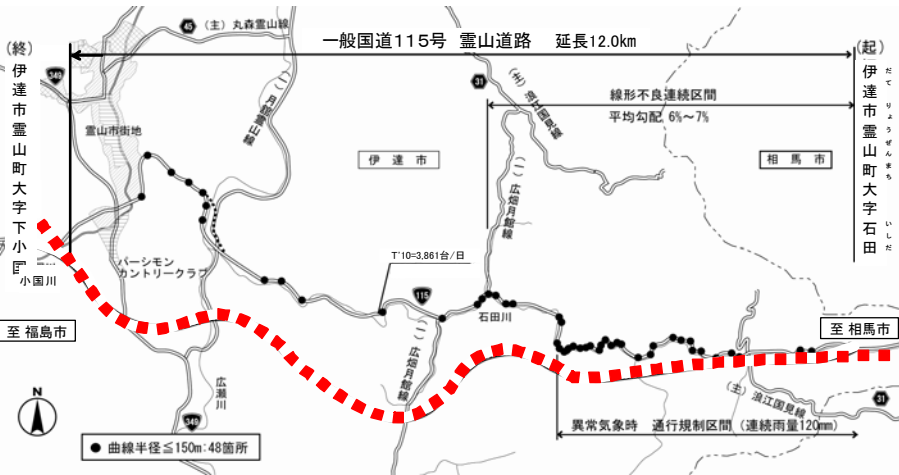 一般国道115号 霊山道路 延長12.0km
(終)
伊達市霊山町大字下小国
(起)
伊達市霊山町大字石田
だて りょうぜんまち いしだ
45
(主)丸森霊山線
349
(一)月舘霊山線
31
(主)浪江国見線
線形不良連続区間
平均勾配 6%~7%
霊山市街地
伊達市
相馬市
(一)広畑月館線
パーシモン
カントリークラブ
小国川
T'10=3,861台/日
115
石田川
至 福島市
至 相馬市
(一)広畑月館線
広瀬川
349
(主)浪江国見線
31
N
異常気象時 通行規制区間(連続雨量120mm)
● 曲線半径≦150m:48箇所